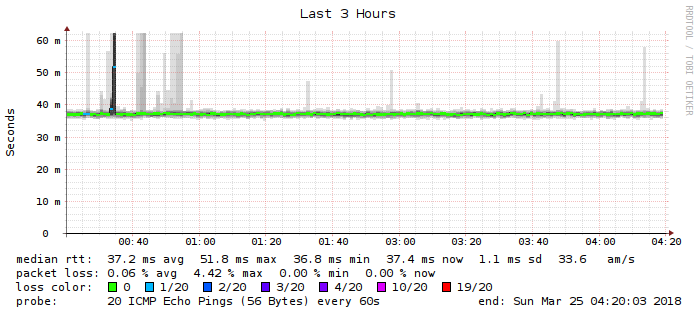 Last 3 Hours
RRDTOOL / TOBI OETIKER
Seconds
60 m
50 m
40 m
30 m
20 m
10 m
0
00:40 01:00 01:20 01:40 02:00 02:20 02:40 03:00 03:20 03:40 04:00 04:20
median rtt: 37.2 ms avg 51.8 ms max 36.8 ms min 37.4 ms now 1.1 ms sd 33.6 am/s
packet loss: 0.06 % avg 4.42 % max 0.00 % min 0.00 % now
loss color: 0 1/20 2/20 3/20 4/20 10/20 19/20
probe: 20 ICMP Echo Pings (56 Bytes) every 60s end: Sun Mar 25 04:20:03 2018